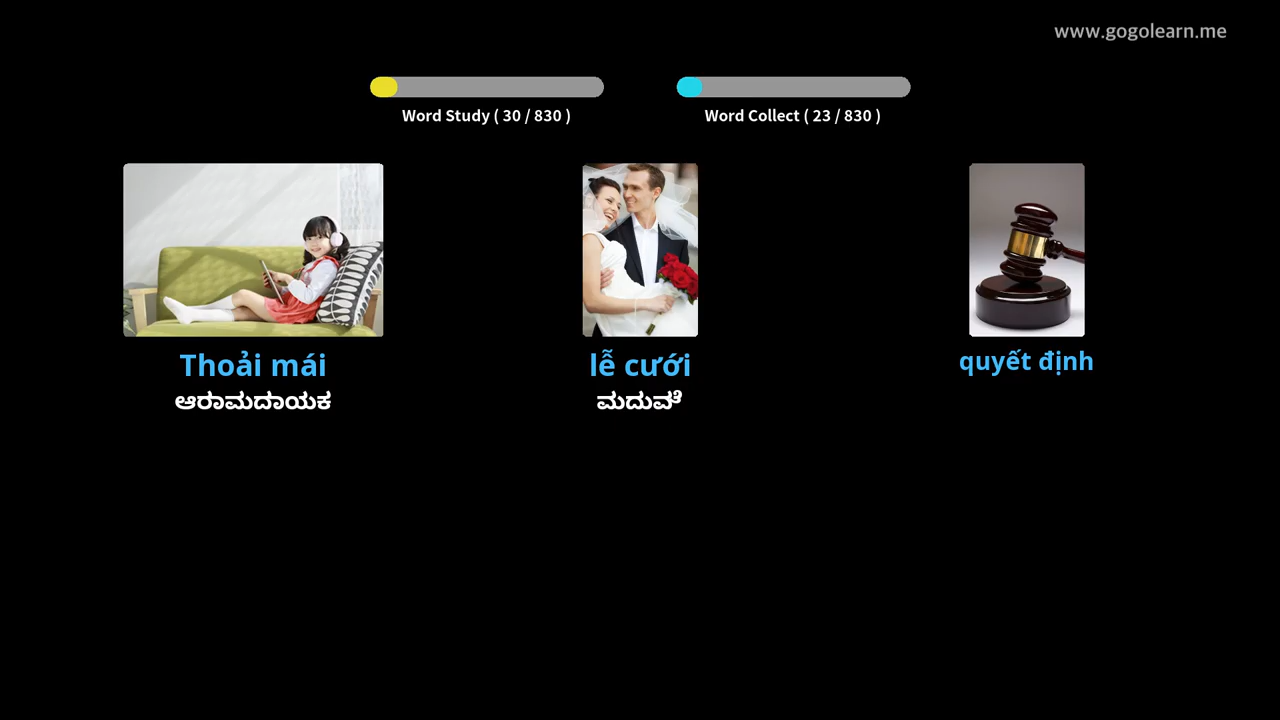 www.gogolearn.me
Word Study ( 30 / 830 )
Word Collect ( 23 / 830 )
Thoải mái
ಆರಾಮದಾಯಕ
lễ cưới
ಮದುವೆ
quyết định